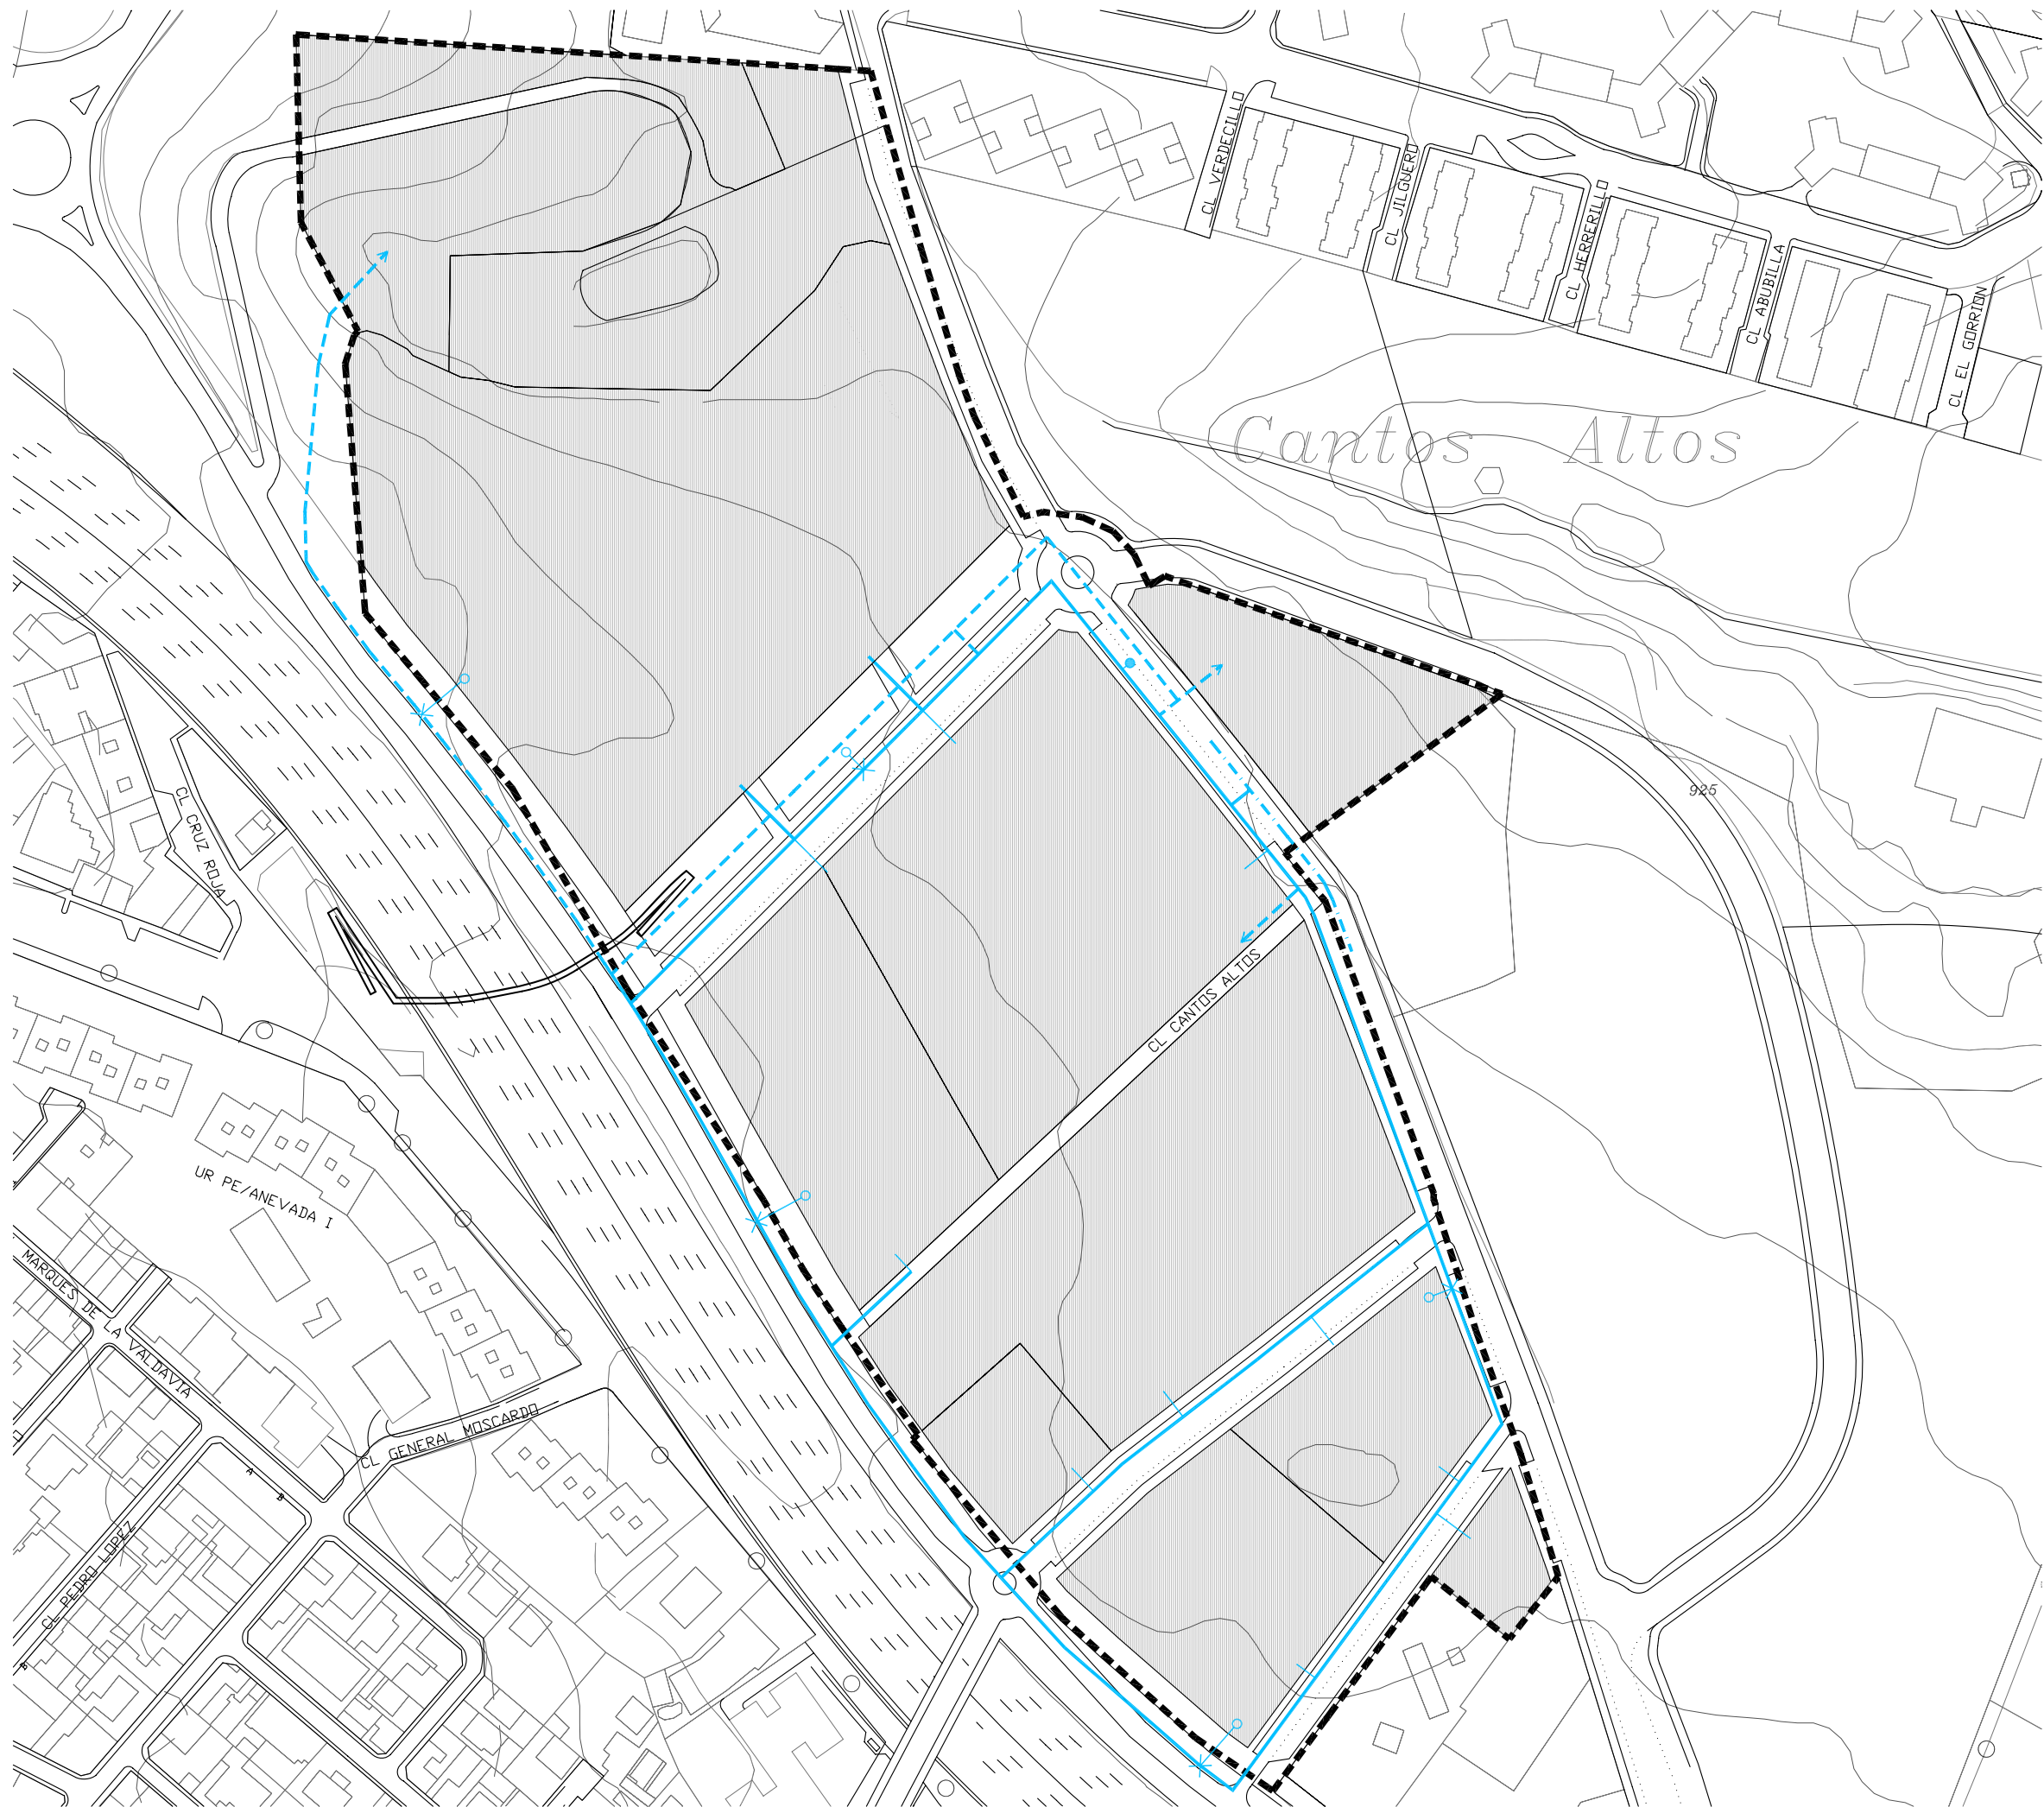 CL VERDECILLO
CL JILGUERO
CL HERRERILLO
CL ABUBILLA
CL EL GORRION
Cantos Altos
925
CL CRUZ ROJA
CL CANTOS ALTOS
UR PE/ANEVADA I
MARQUES DE LA VALDAVIA
CL GENERAL MOSCARDO
A
B
CL PEDRO LOPEZ
B